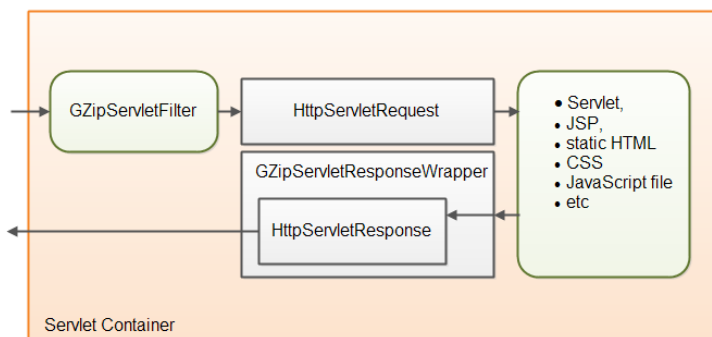 GZipServletFilter
HttpServletRequest
GZipServletResponseWrapper
HttpServletResponse
• Servlet,
• JSP,
• static HTML
• CSS
• JavaScript file
• etc
Servlet Container